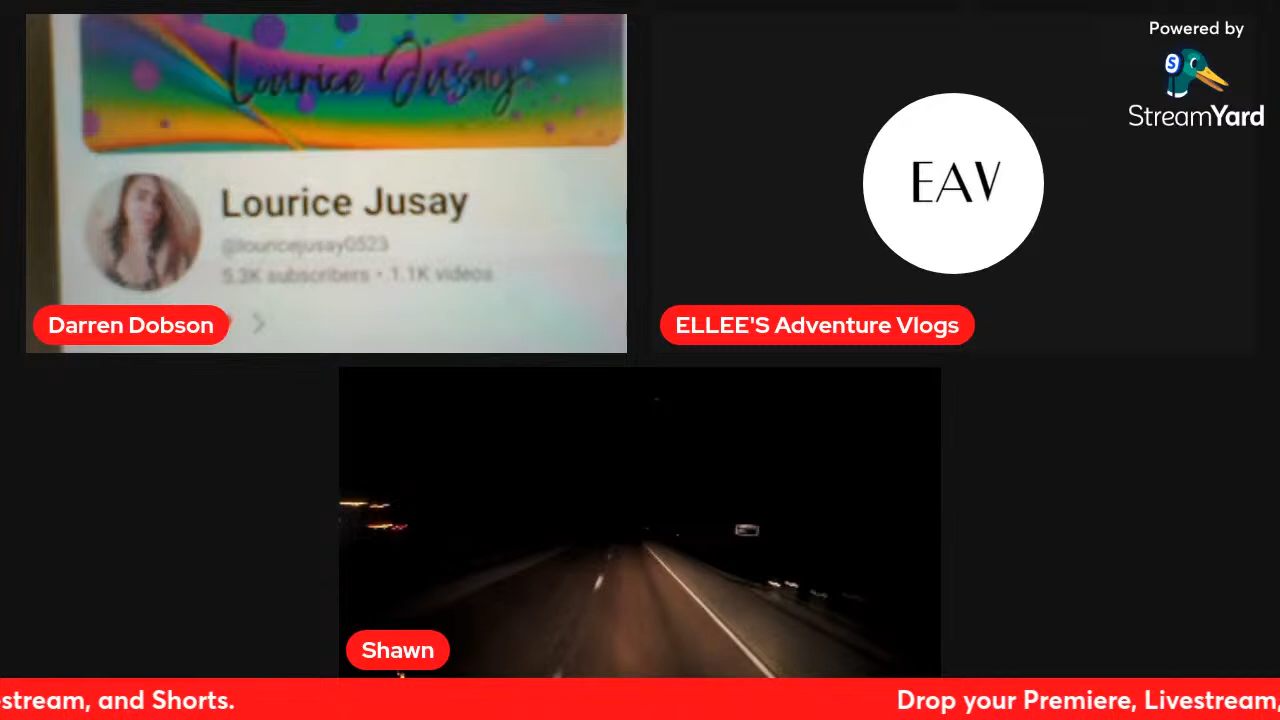 Lourice Jusay
Lourice Jusay
@louricejusay0523
5.3K subscribers • 1.1K videos
Darren Dobson
EAV
ELLEE'S Adventure Vlogs
Powered by
StreamYard
Shawn
stream, and Shorts.
Drop your Premiere, Livestream,